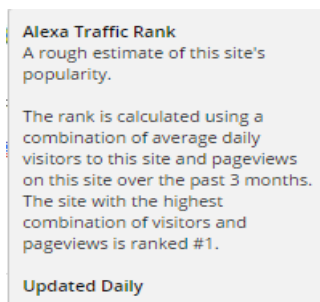 Alexa Traffic Rank
A rough estimate of this site's
popularity.
The rank is calculated using a
combination of average daily
visitors to this site and pageviews
on this site over the past 3 months.
The site with the highest
combination of visitors and
pageviews is ranked #1.
Updated Daily